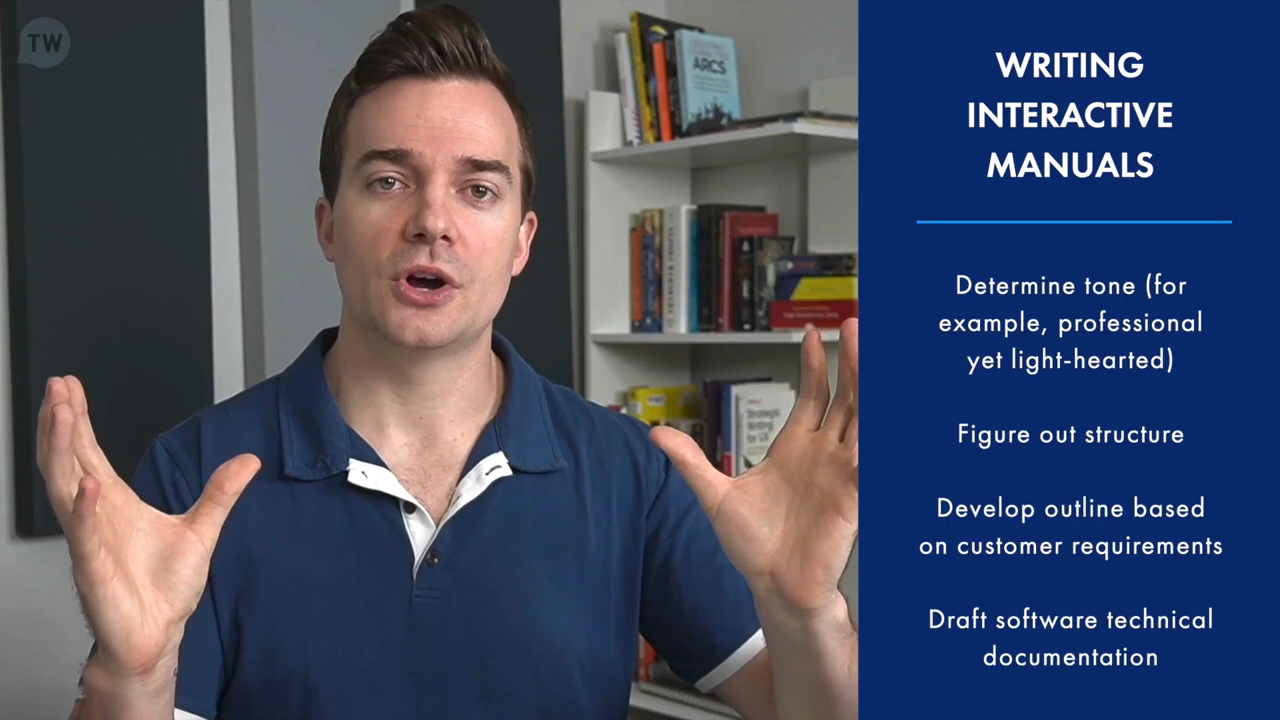 TW
ARCS
Strategic
Writing
for UX
WRITING
INTERACTIVE
MANUALS
Determine tone (for
example, professional
yet light-hearted)
Figure out structure
Develop outline based
on customer requirements
Draft software technical
documentation